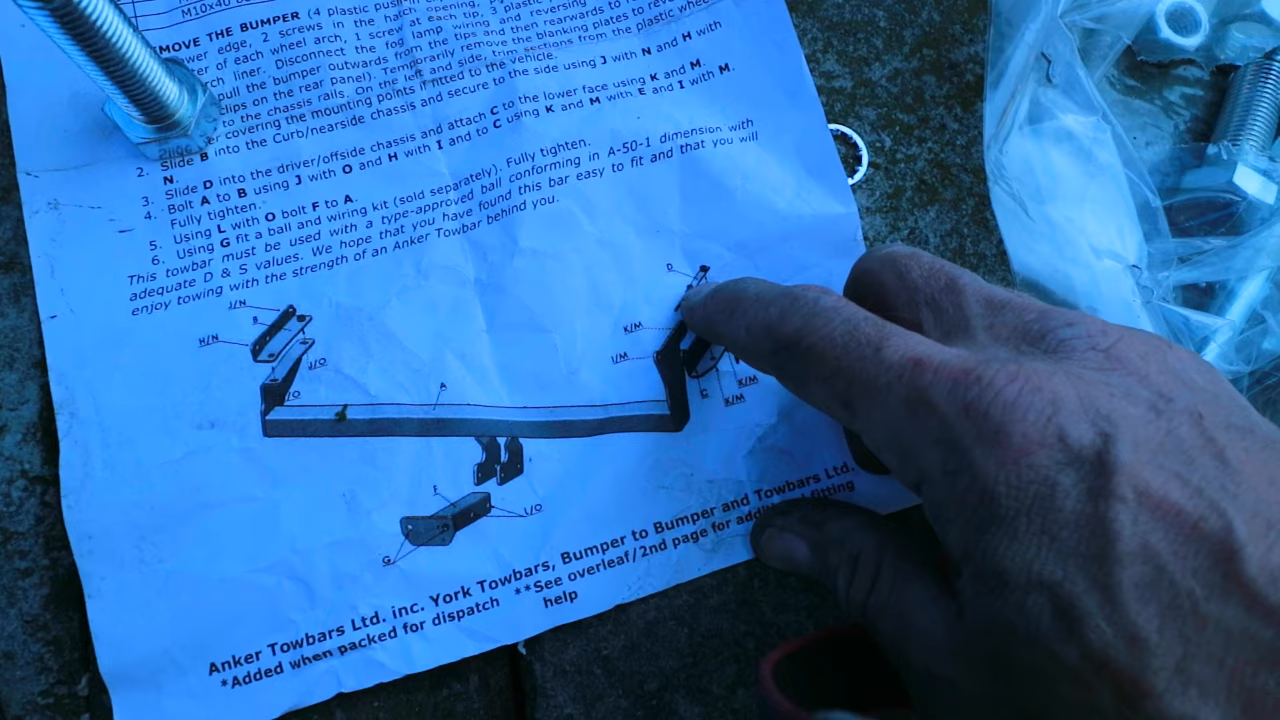 M10x40
MOVE THE BUMPER (4 plastic push-in
edge, 2 screws in the hatch opening,
of each wheel arch, 1 screw at each tip, 3 plastic
arch liner. Disconnect the fog lamp wiring and reversing
pull the bumper outwards from the tips and then rearwards to
clips on the rear panel). Temporarily remove the blanking plates to
to the chassis rails. On the left and side, trim sections from the plastic
covering the mounting points if fitted to the vehicle.
2. Slide B into the Curb/nearside chassis and secure to the side using J with N and H with
N.
3. Slide D into the driver/offside chassis and attach C to the lower face using K and M.
4. Bolt A to B using J with O and H with I and to C using K and M with E and I with M.
Fully tighten.
5. Using L with O bolt F to A.
6. Using G fit a ball and wiring kit (sold separately). Fully tighten.
This towbar must be used with a type-approved ball conforming in A-50-1 dimension with
adequate D & S values. We hope that you have found this bar easy to fit and that you will
enjoy towing with the strength of an Anker Towbar behind you.
D
J/N
B
K/M
H/N
I/M
J/O
K/M
A
C
K/M
F
L/O
G
Anker Towbars Ltd. inc. York Towbars, Bumper to Bumper and Towbars Ltd.
*Added when packed for dispatch **See overleaf/2nd page for additional fitting
help